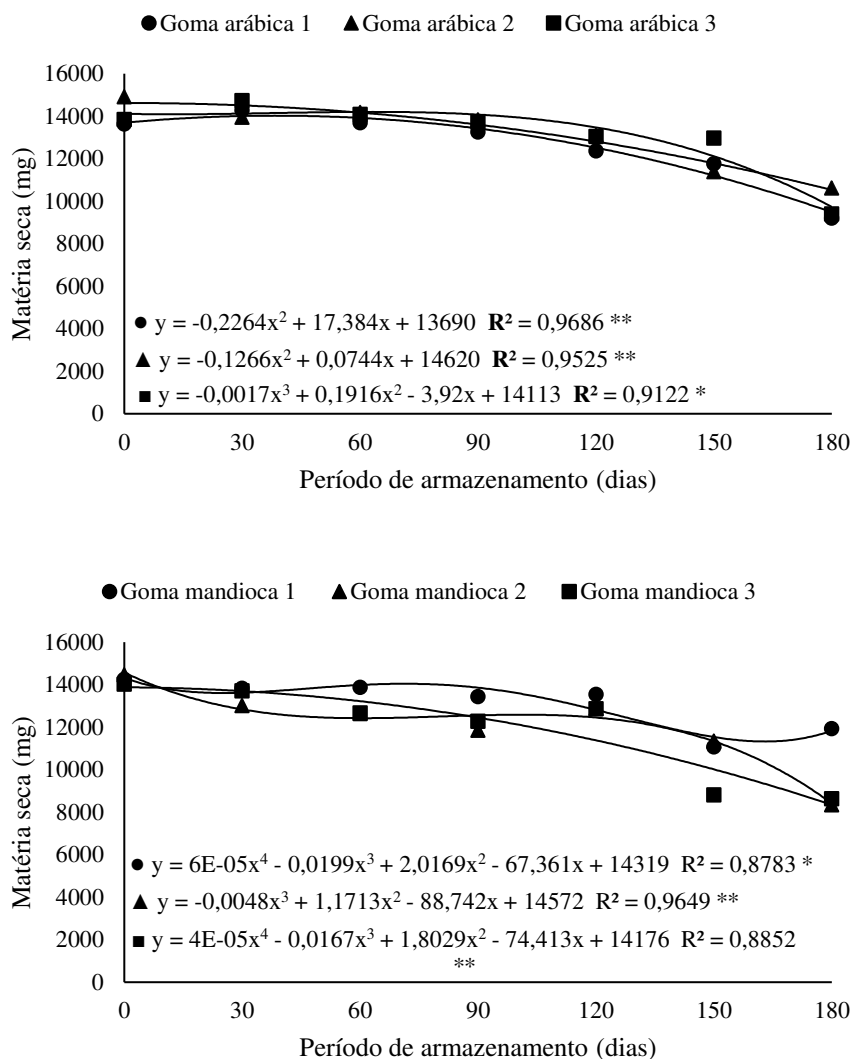 ● Goma arábica 1 ▲ Goma arábica 2 ■ Goma arábica 3
16000
14000
12000
10000
8000
6000
4000
2000
0
Matéria seca (mg)
● y = -0,2264x² + 17,384x + 13690 R² = 0,9686 **
▲ y = -0,1266x² + 0,0744x + 14620 R² = 0,9525 **
■ y = -0,0017x³ + 0,1916x² - 3,92x + 14113 R² = 0,9122 *
0 30 60 90 120 150 180
Período de armazenamento (dias)
● Goma mandioca 1 ▲ Goma mandioca 2 ■ Goma mandioca 3
16000
14000
12000
10000
8000
6000
4000
2000
0
Matéria seca (mg)
● y = 6E-05x⁴ - 0,0199x³ + 2,0169x² - 67,361x + 14319 R² = 0,8783 *
▲ y = -0,0048x³ + 1,1713x² - 88,742x + 14572 R² = 0,9649 **
■ y = 4E-05x⁴ - 0,0167x³ + 1,8029x² - 74,413x + 14176 R² = 0,8852
**
0 30 60 90 120 150 180
Período de armazenamento (dias)